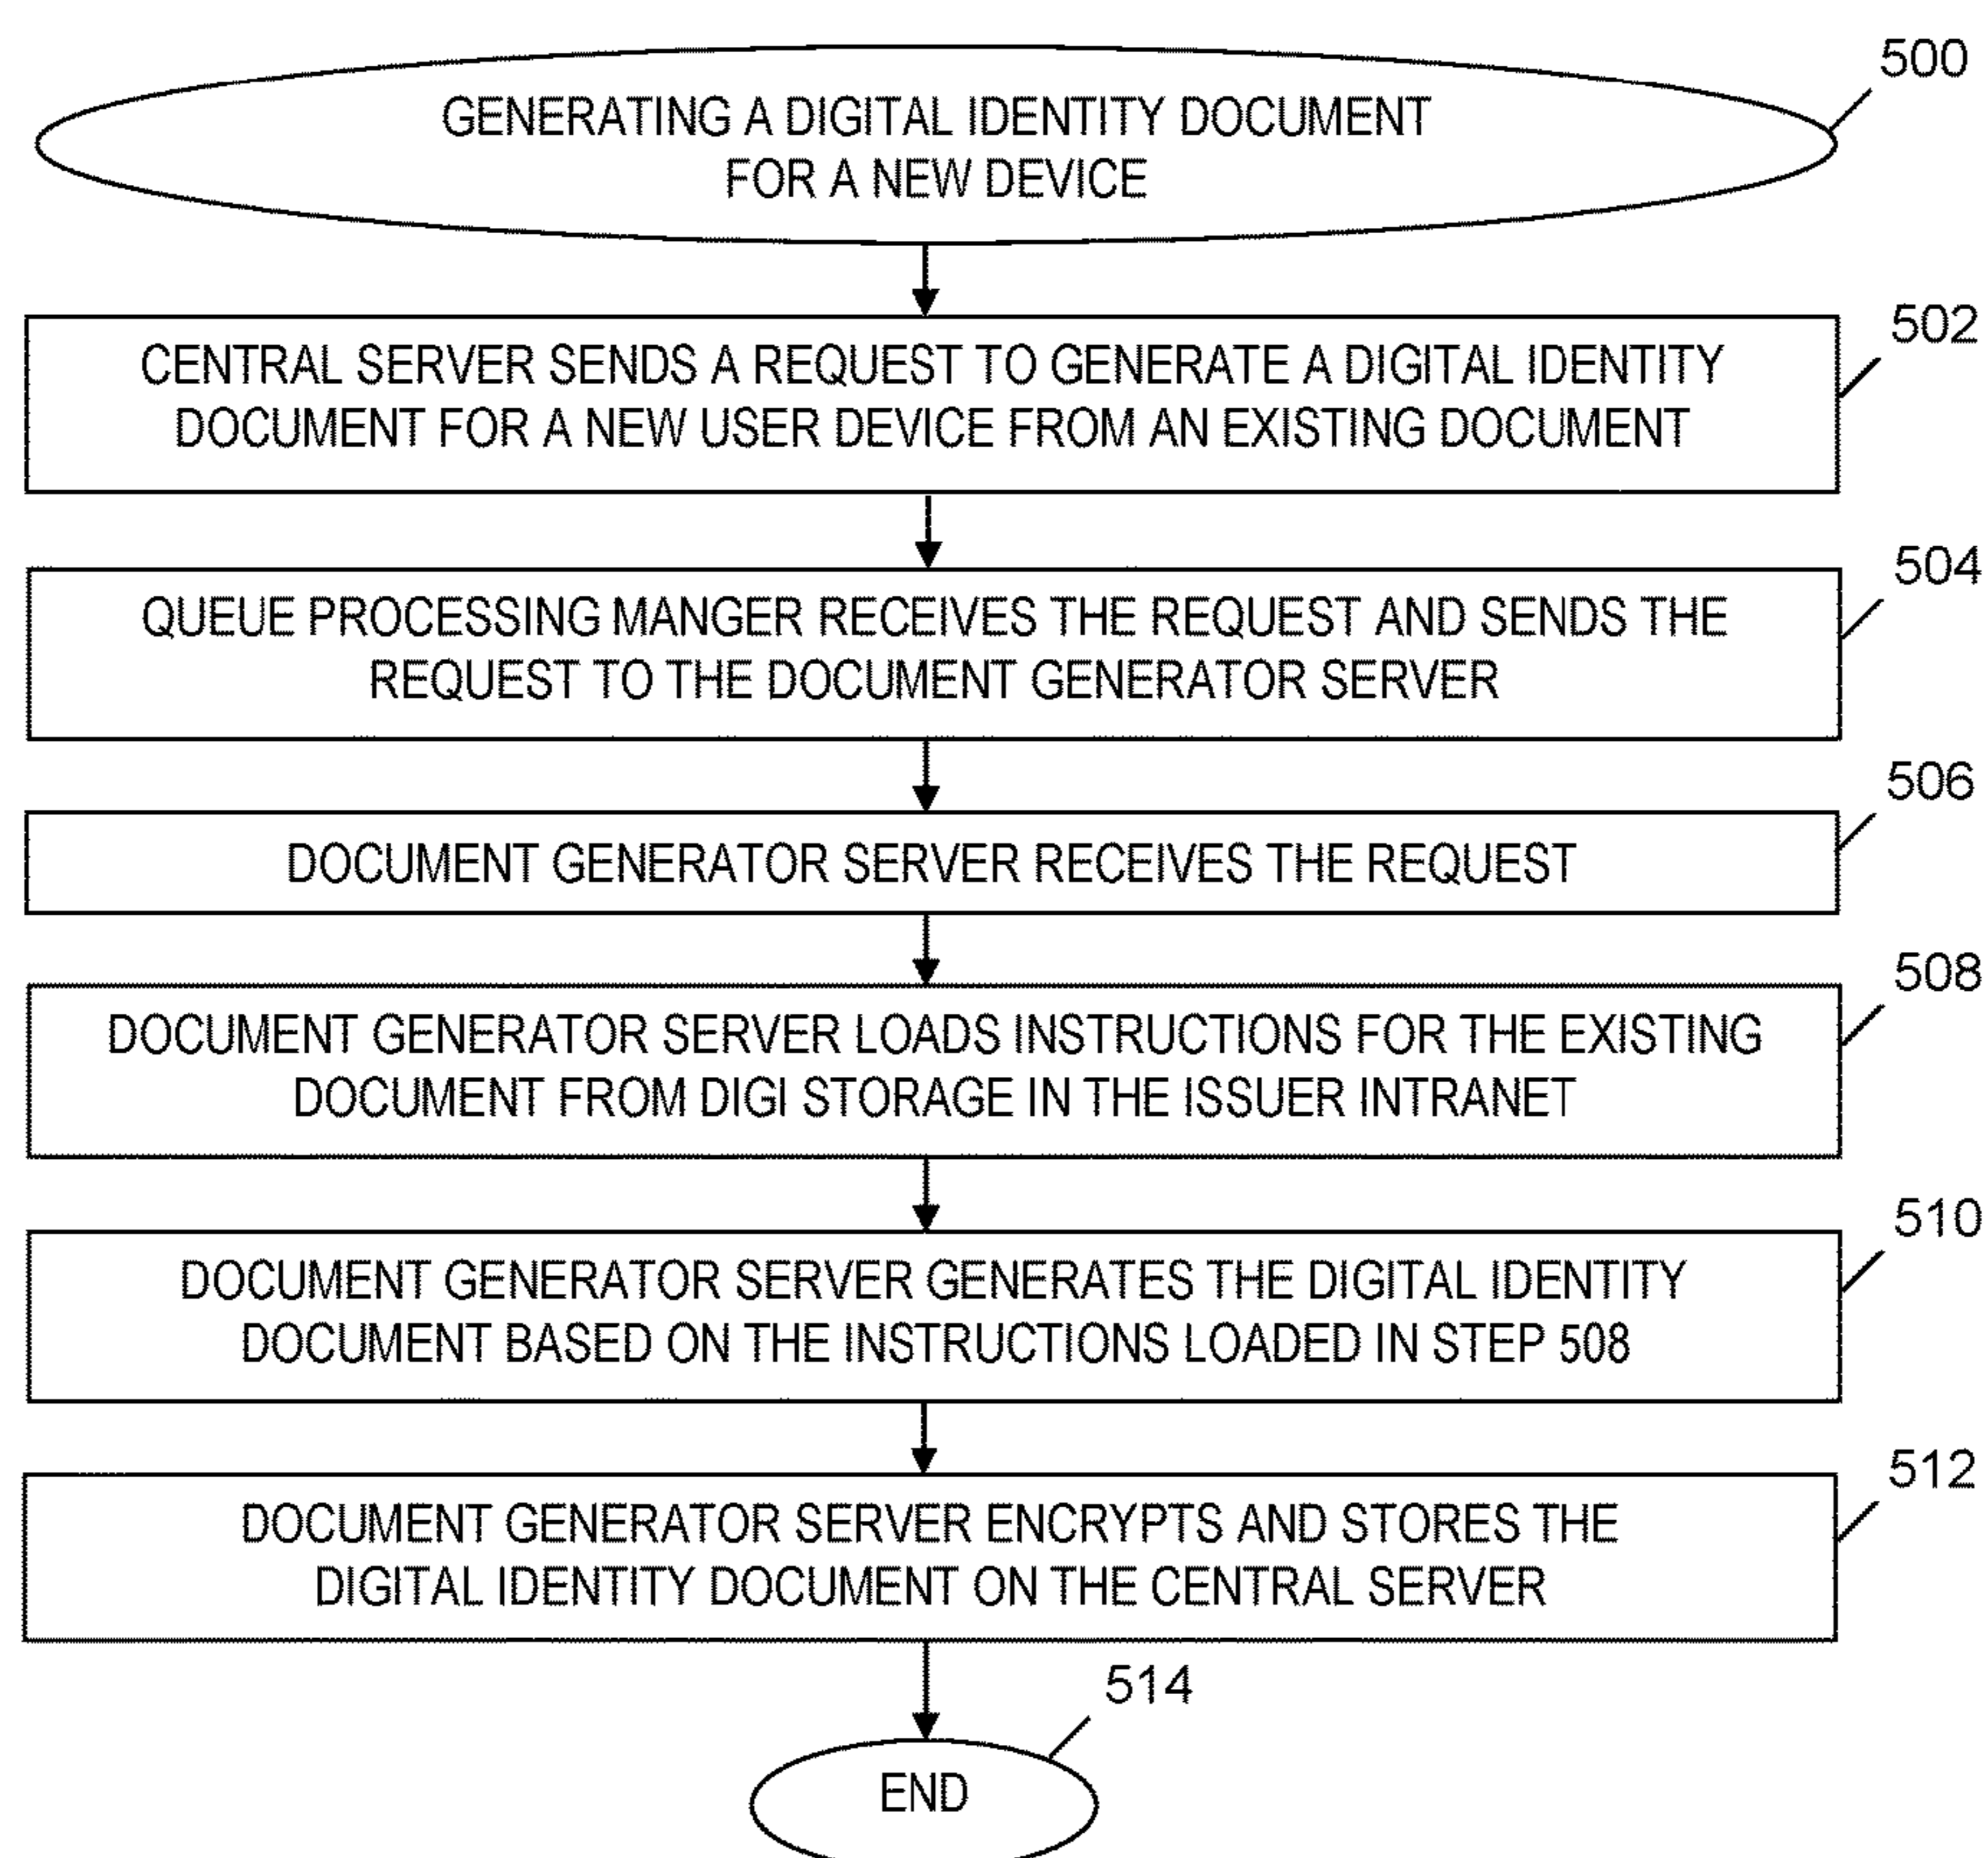 500
GENERATING A DIGITAL IDENTITY DOCUMENT
FOR A NEW DEVICE
502
CENTRAL SERVER SENDS A REQUEST TO GENERATE A DIGITAL IDENTITY
DOCUMENT FOR A NEW USER DEVICE FROM AN EXISTING DOCUMENT
504
QUEUE PROCESSING MANGER RECEIVES THE REQUEST AND SENDS THE
REQUEST TO THE DOCUMENT GENERATOR SERVER
506
DOCUMENT GENERATOR SERVER RECEIVES THE REQUEST
508
DOCUMENT GENERATOR SERVER LOADS INSTRUCTIONS FOR THE EXISTING
DOCUMENT FROM DIGI STORAGE IN THE ISSUER INTRANET
510
DOCUMENT GENERATOR SERVER GENERATES THE DIGITAL IDENTITY
DOCUMENT BASED ON THE INSTRUCTIONS LOADED IN STEP 508
512
DOCUMENT GENERATOR SERVER ENCRYPTS AND STORES THE
DIGITAL IDENTITY DOCUMENT ON THE CENTRAL SERVER
514
END